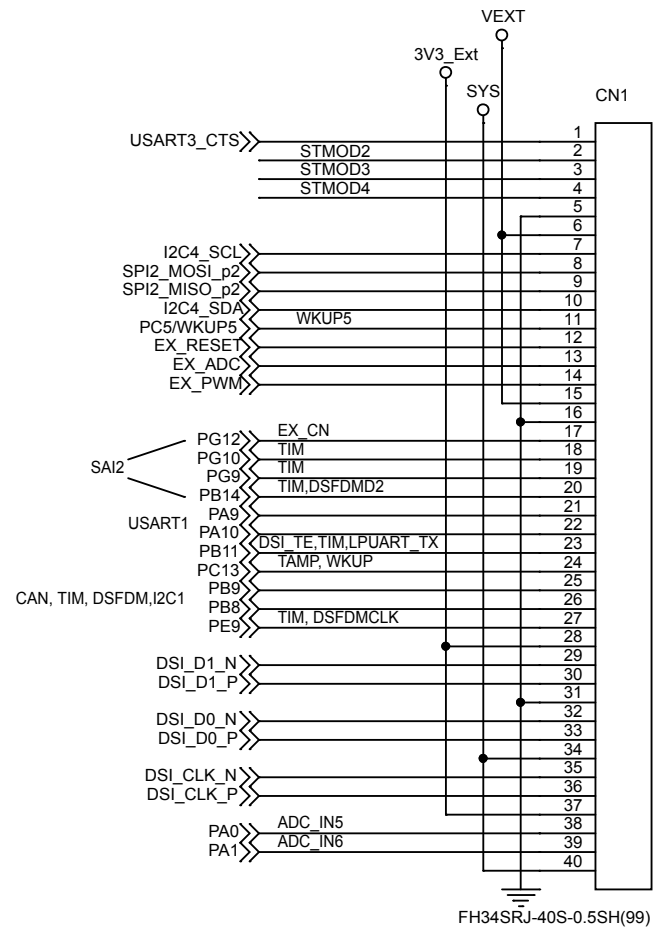 VEXT
3V3_Ext
SYS
CN1
USART3_CTS 1
STMOD2 2
STMOD3 3
STMOD4 4
5
6
I2C4_SCL 7
SPI2_MOSI_p2 8
SPI2_MISO_p2 9
I2C4_SDA 10
PC5/WKUP5 WKUP5 11
EX_RESET 12
EX_ADC 13
EX_PWM 14
15
16
PG12 EX_CN 17
PG10 TIM 18
SAI2
PG9 TIM 19
PB14 TIM,DSFDMD2 20
PA9 21
USART1
PA10 22
PB11 DSI_TE,TIM,LPUART_TX 23
PC13 TAMP, WKUP 24
PB9 25
CAN, TIM, DSFDM,I2C1
PB8 26
PE9 TIM, DSFDMCLK 27
28
DSI_D1_N 29
DSI_D1_P 30
31
DSI_D0_N 32
DSI_D0_P 33
34
DSI_CLK_N 35
DSI_CLK_P 36
37
PA0 ADC_IN5 38
PA1 ADC_IN6 39
40
FH34SRJ-40S-0.5SH(99)